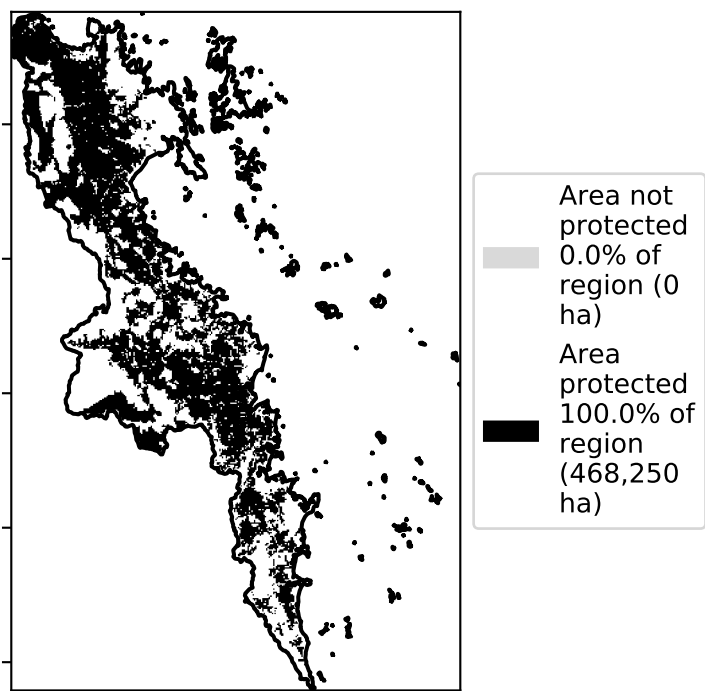 Area not
protected
0.0% of
region (0
ha)
Area
protected
100.0% of
region
(468,250
ha)